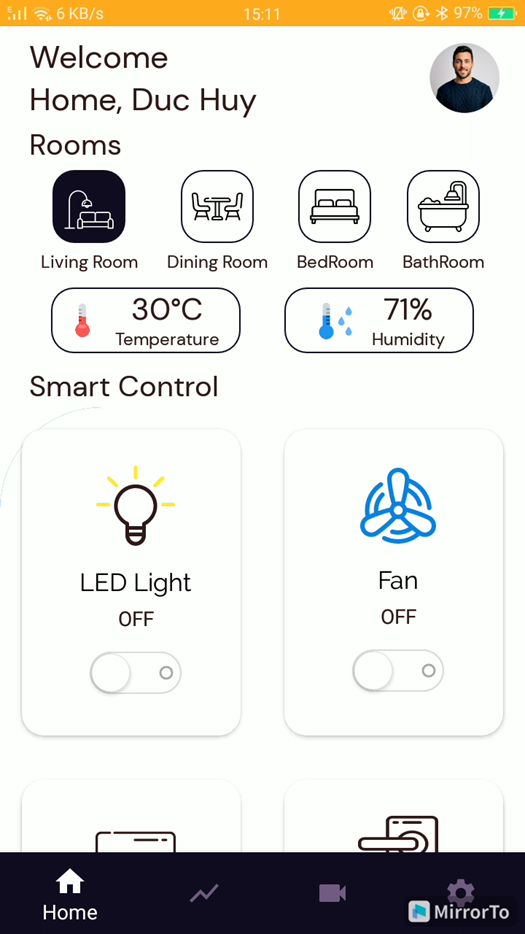 6 KB/s
15:11
97%
Welcome
Home, Duc Huy
Rooms
Living Room
Dining Room
BedRoom
BathRoom
30°C
Temperature
71%
Humidity
Smart Control
LED Light
OFF
Fan
OFF
Home
MirrorTo